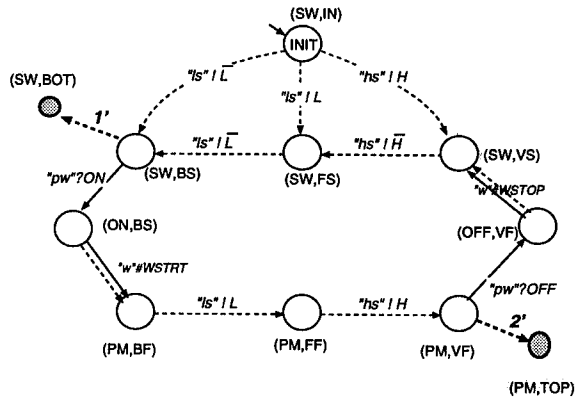 (SW,IN)
INIT
(SW,BOT)
"ls" ! L̅
"ls" ! L
"hs" ! H
1'
"ls" ! L̅
"hs" ! H̅
(SW,BS)
(SW,FS)
(SW,VS)
"pw"?ON
"w"#WSTOP
(ON,BS)
(OFF,VF)
"w"#WSTRT
"pw"?OFF
"ls" ! L
"hs" ! H
2'
(PM,BF)
(PM,FF)
(PM,VF)
(PM,TOP)